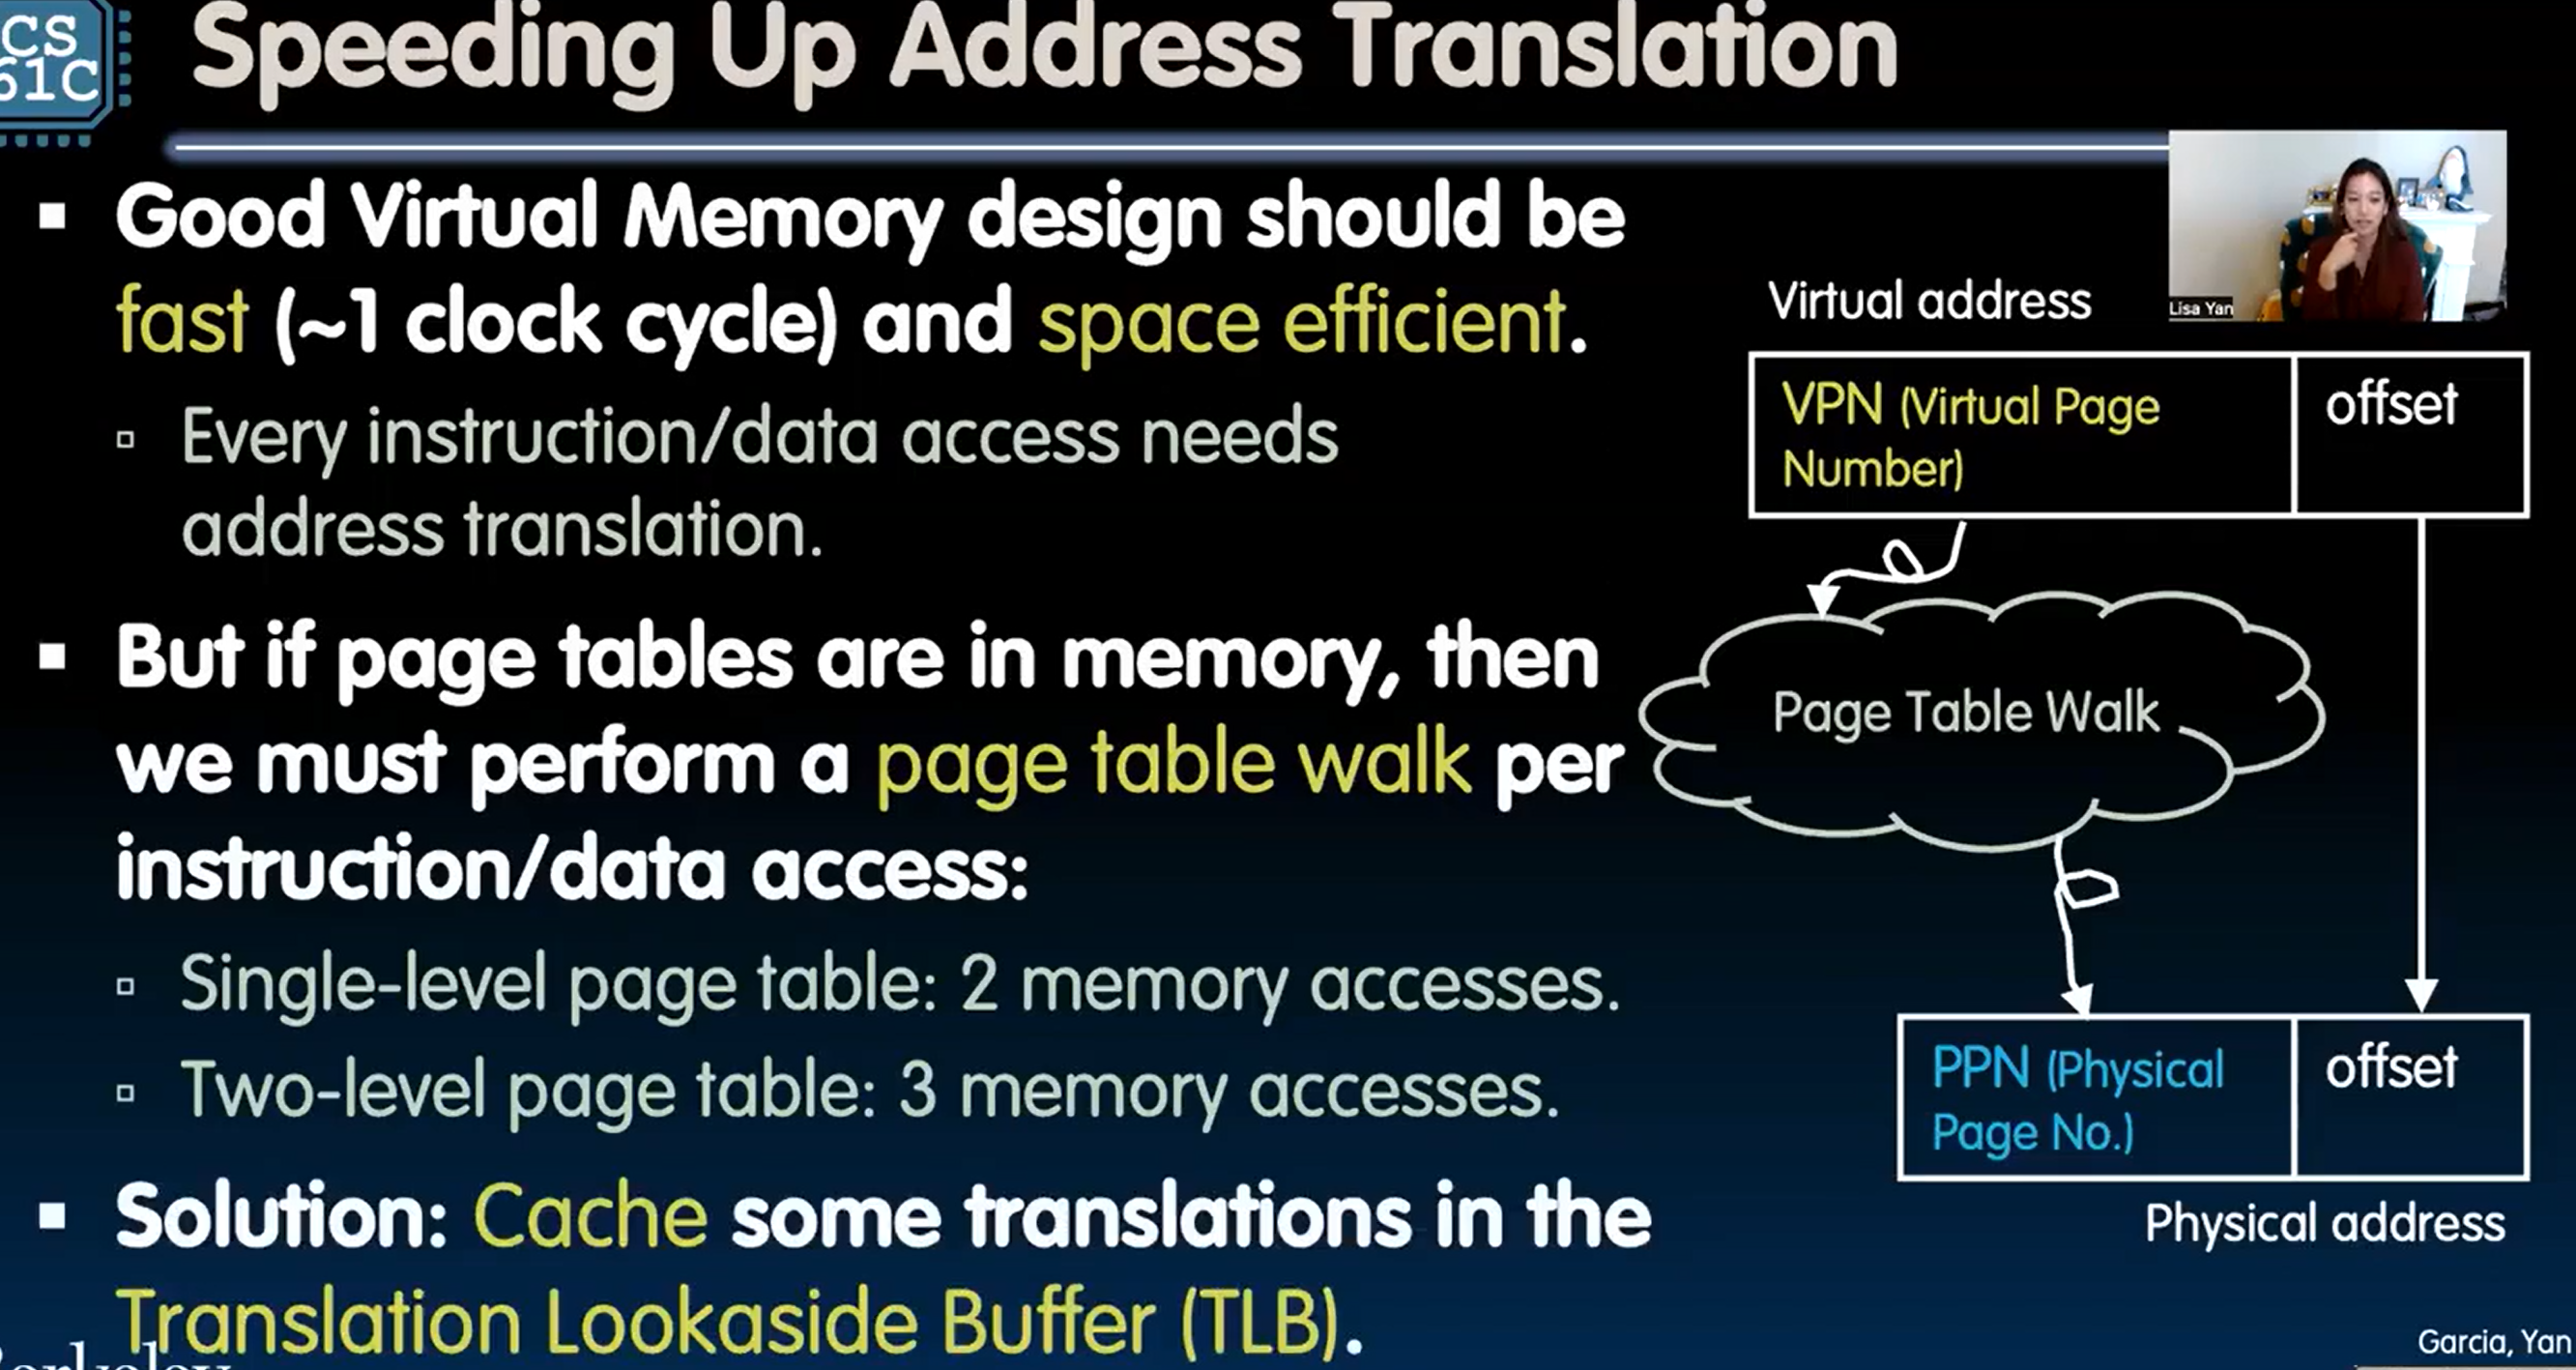 CS
61C
Speeding Up Address Translation
▪ Good Virtual Memory design should be
fast (~1 clock cycle) and space efficient.
▫ Every instruction/data access needs
address translation.
▪ But if page tables are in memory, then
we must perform a page table walk per
instruction/data access:
▫ Single-level page table: 2 memory accesses.
▫ Two-level page table: 3 memory accesses.
▪ Solution: Cache some translations in the
Translation Lookaside Buffer (TLB).
Lisa Yan
Virtual address
VPN (Virtual Page
Number)
offset
Page Table Walk
PPN (Physical
Page No.)
offset
Physical address
Berkeley
Garcia, Yan